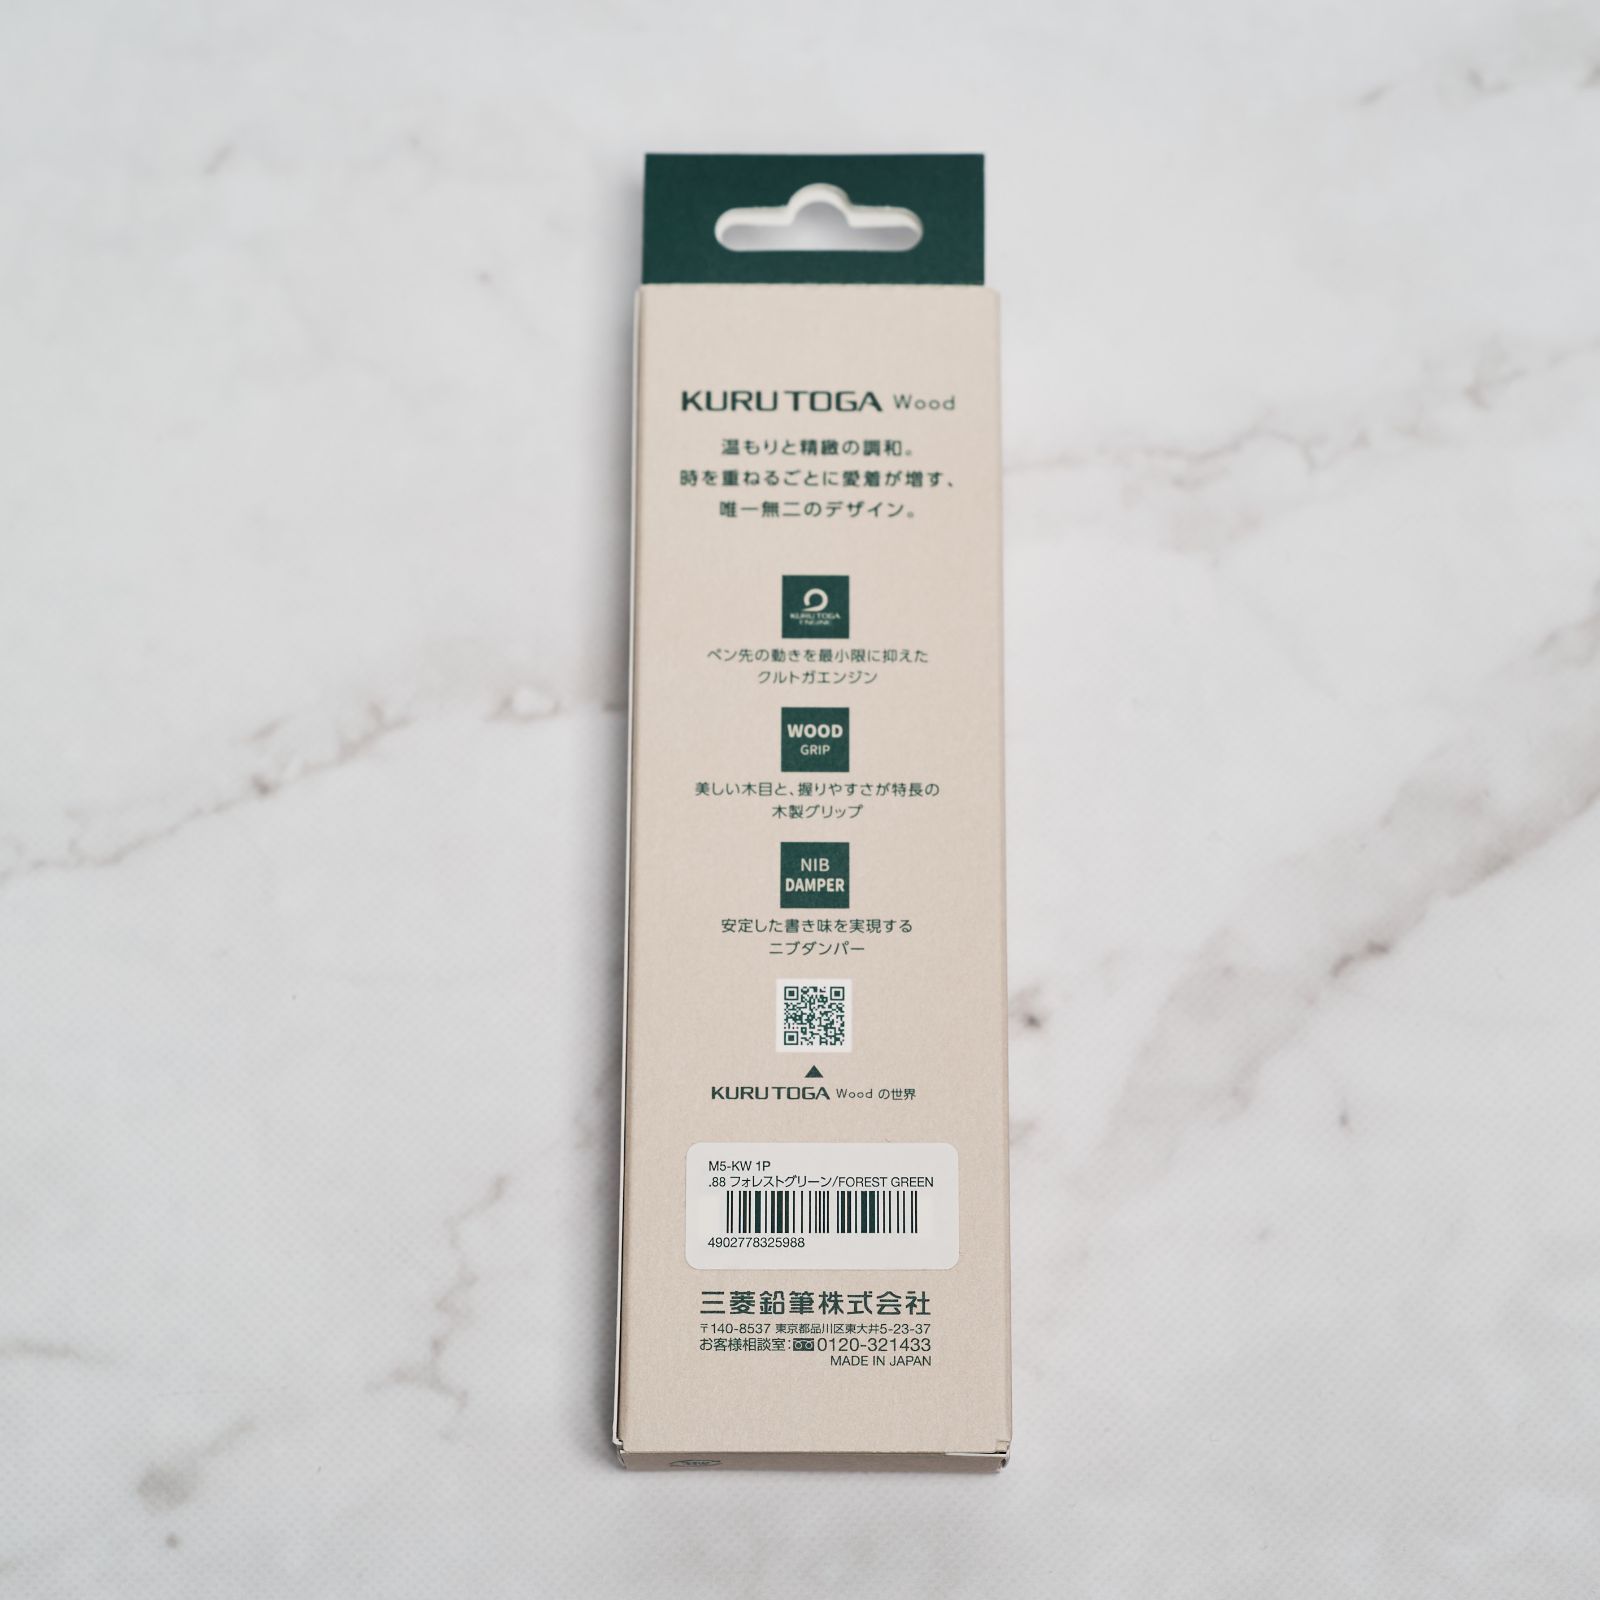 KURU TOGA Wood
温もりと精緻の調和。
時を重ねるごとに愛着が増す、
唯一無二のデザイン。
KURU TOGA
ENGINE
ペン先の動きを最小限に抑えた
クルトガエンジン
WOOD
GRIP
美しい木目と、握りやすさが特長の
木製グリップ
NIB
DAMPER
安定した書き味を実現する
ニブダンパー
KURU TOGA Wood の世界
M5-KW 1P
.88 フォレストグリーン/FOREST GREEN
4902778325988
三菱鉛筆株式会社
〒140-8537 東京都品川区東大井5-23-37
お客様相談室:0120-321433
MADE IN JAPAN